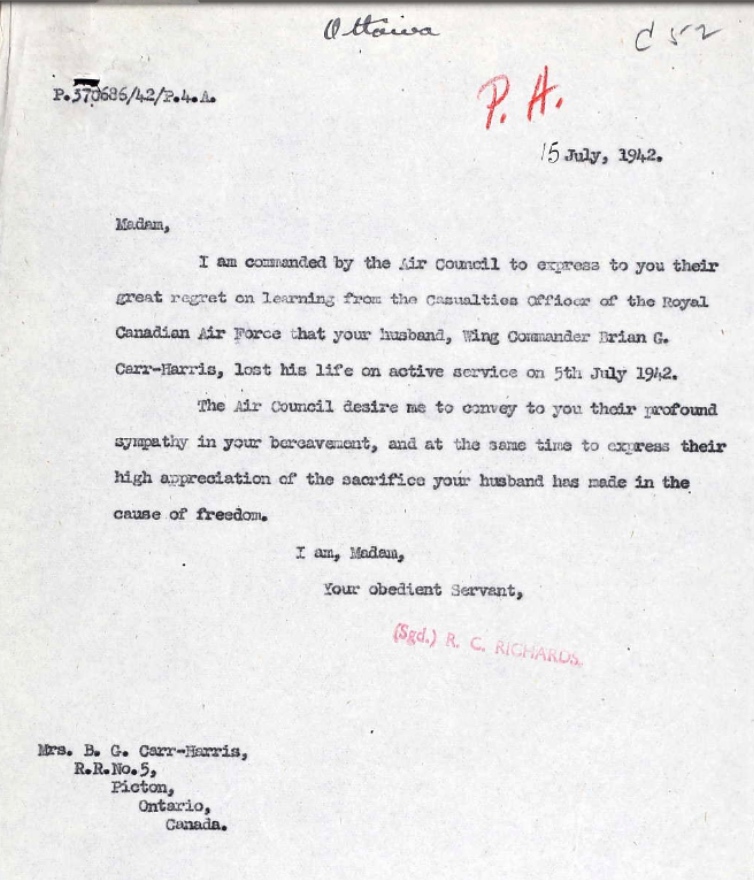 Ottawa
C 52
P.370686/42/P.4.A.
P. A.
15 July, 1942.
Madam,
I am commanded by the Air Council to express to you their
great regret on learning from the Casualties Officer of the Royal
Canadian Air Force that your husband, Wing Commander Brian G.
Carr-Harris, lost his life on active service on 5th July 1942.
The Air Council desire me to convey to you their profound
sympathy in your bereavement, and at the same time to express their
high appreciation of the sacrifice your husband has made in the
cause of freedom.
I am, Madam,
Your obedient Servant,
(Sgd.) R. C. RICHARDS.
Mrs. B. G. Carr-Harris,
R.R.No.5,
Picton,
Ontario,
Canada.